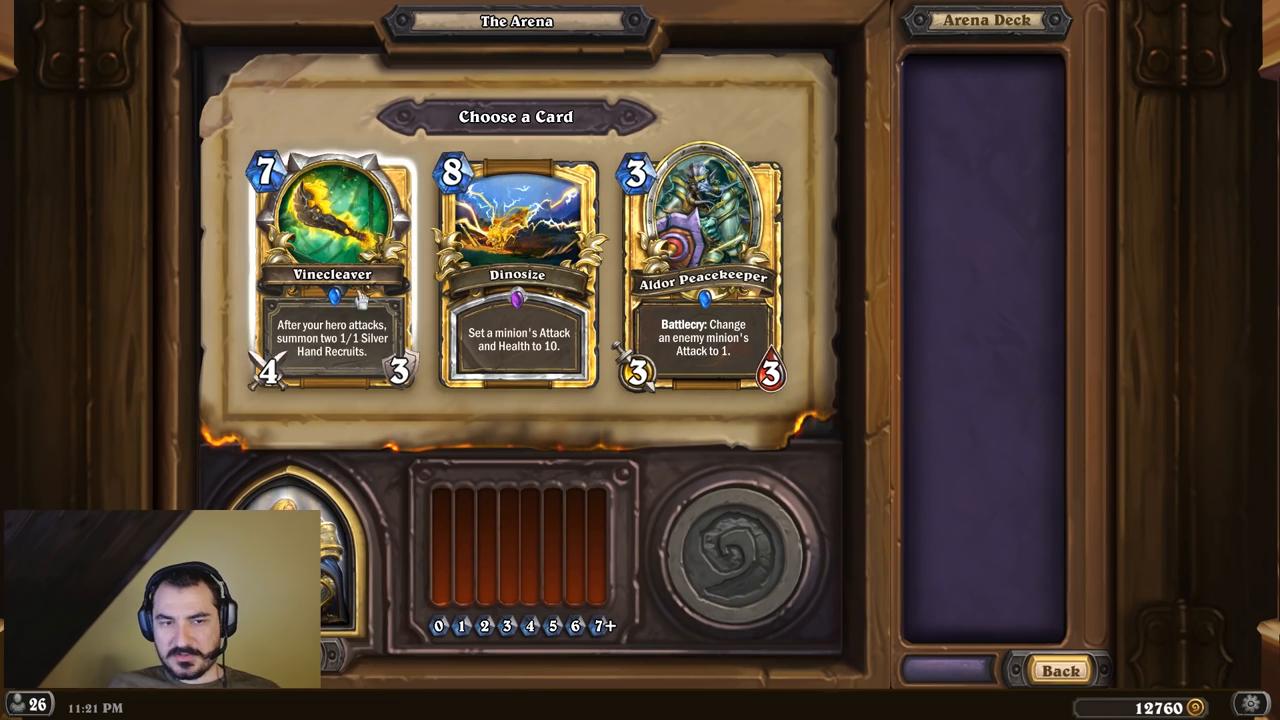 The Arena
Arena Deck
Choose a Card
7
8
3
Vinecleaver
Dinosize
Aldor Peacekeeper
After your hero attacks,
summon two 1/1 Silver
Hand Recruits.
Set a minion's Attack
and Health to 10.
Battlecry: Change
an enemy minion's
Attack to 1.
4
3
3
3
0 1 2 3 4 5 6 7+
Back
26
11:21 PM
12760